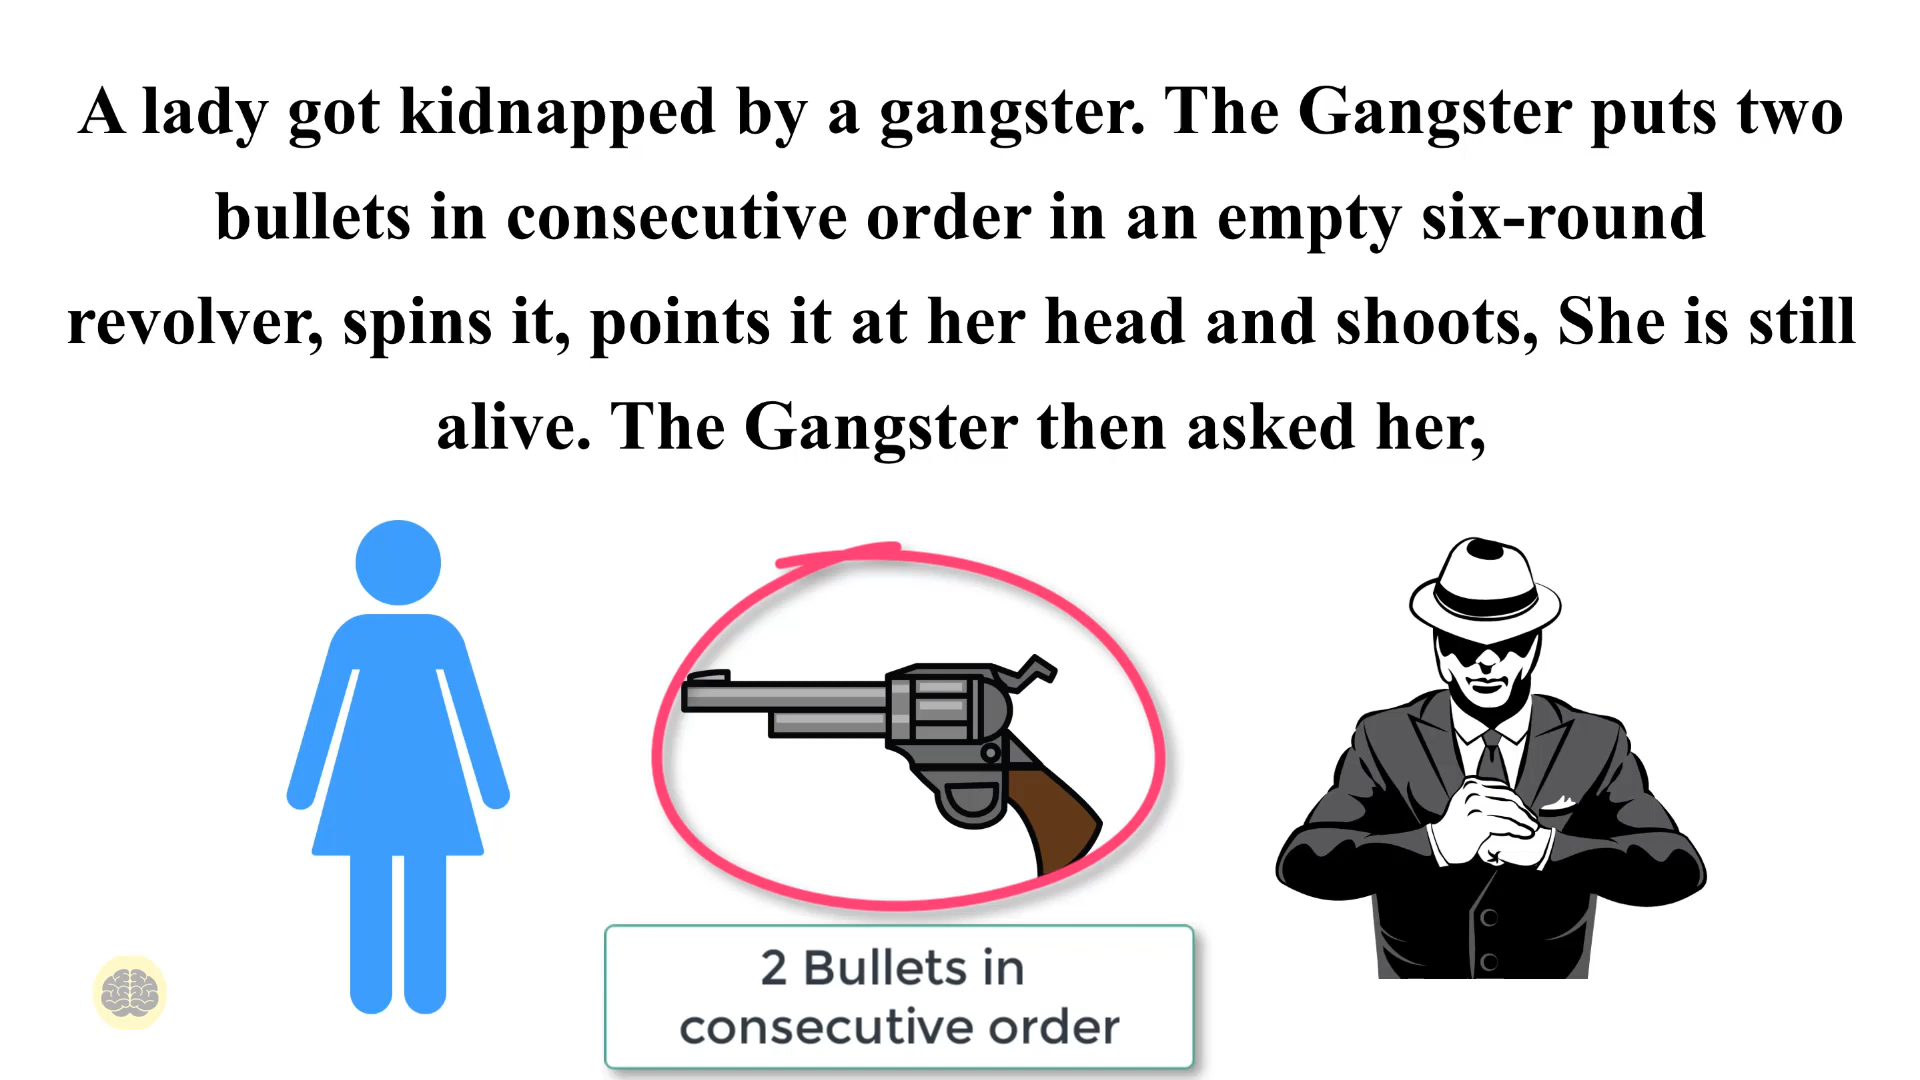 A lady got kidnapped by a gangster. The Gangster puts two
bullets in consecutive order in an empty six-round
revolver, spins it, points it at her head and shoots, She is still
alive. The Gangster then asked her,
2 Bullets in
consecutive order